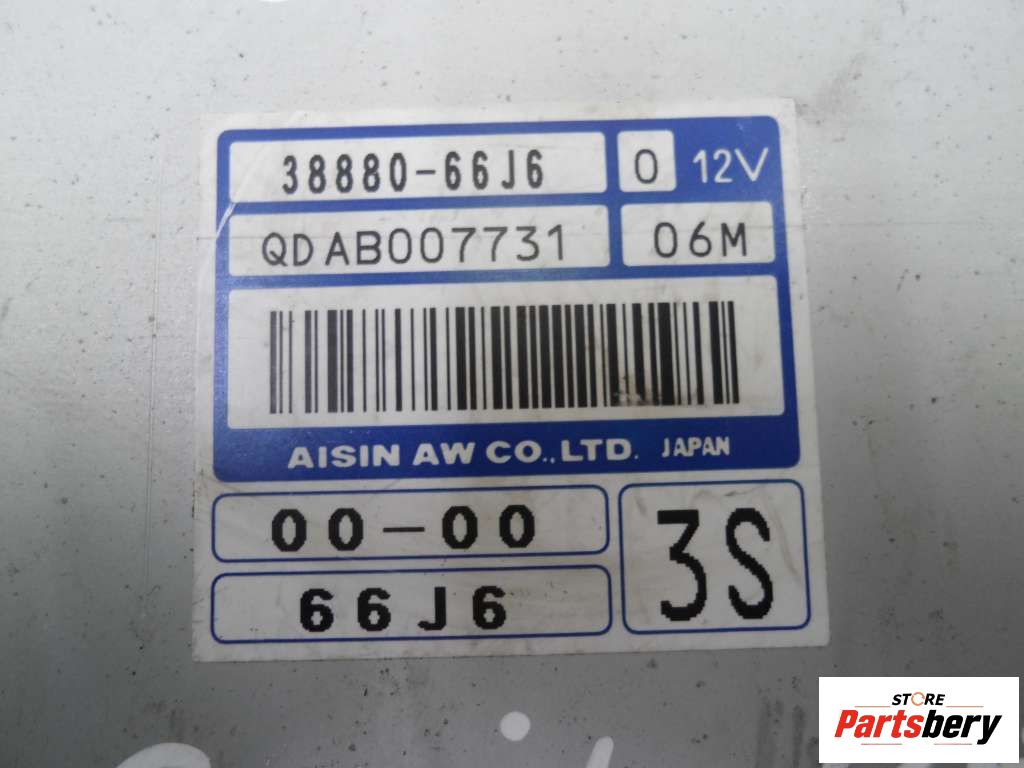 38880-66J6 0 12V
QDAB007731 06M
AISIN AW CO.,LTD. JAPAN
00-00
66J6
3S
STORE
Partsbery